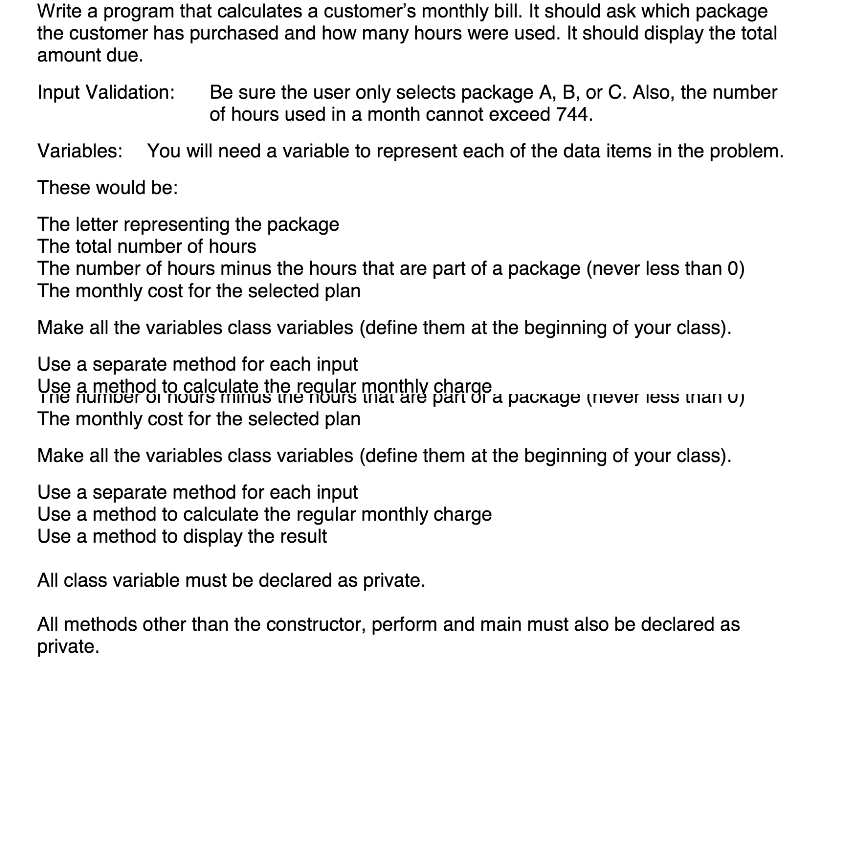 Write a program that calculates a customer's monthly bill. It should ask which package
the customer has purchased and how many hours were used. It should display the total
amount due.
Input Validation: Be sure the user only selects package A, B, or C. Also, the number
of hours used in a month cannot exceed 744.
Variables: You will need a variable to represent each of the data items in the problem.
These would be:
The letter representing the package
The total number of hours
The number of hours minus the hours that are part of a package (never less than 0)
The monthly cost for the selected plan
Make all the variables class variables (define them at the beginning of your class).
Use a separate method for each input
Use a method to calculate the regular monthly charge
The number of hours minus the hours that are part of a package (never less than 0)
The monthly cost for the selected plan
Make all the variables class variables (define them at the beginning of your class).
Use a separate method for each input
Use a method to calculate the regular monthly charge
Use a method to display the result
All class variable must be declared as private.
All methods other than the constructor, perform and main must also be declared as
private.